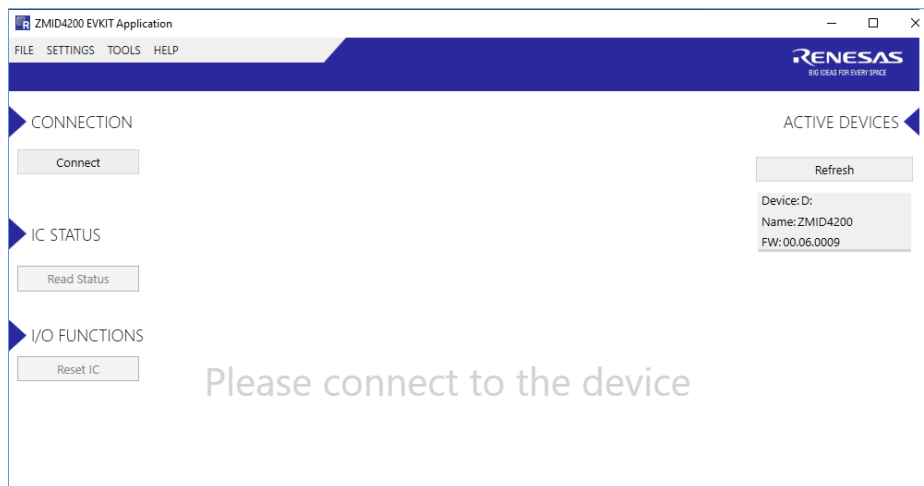 ZMID4200 EVKIT Application
FILE SETTINGS TOOLS HELP
RENESAS
BIG IDEAS FOR EVERY SPACE
CONNECTION
Connect
IC STATUS
Read Status
I/O FUNCTIONS
Reset IC
Please connect to the device
ACTIVE DEVICES
Refresh
Device: D:
Name: ZMID4200
FW: 00.06.0009